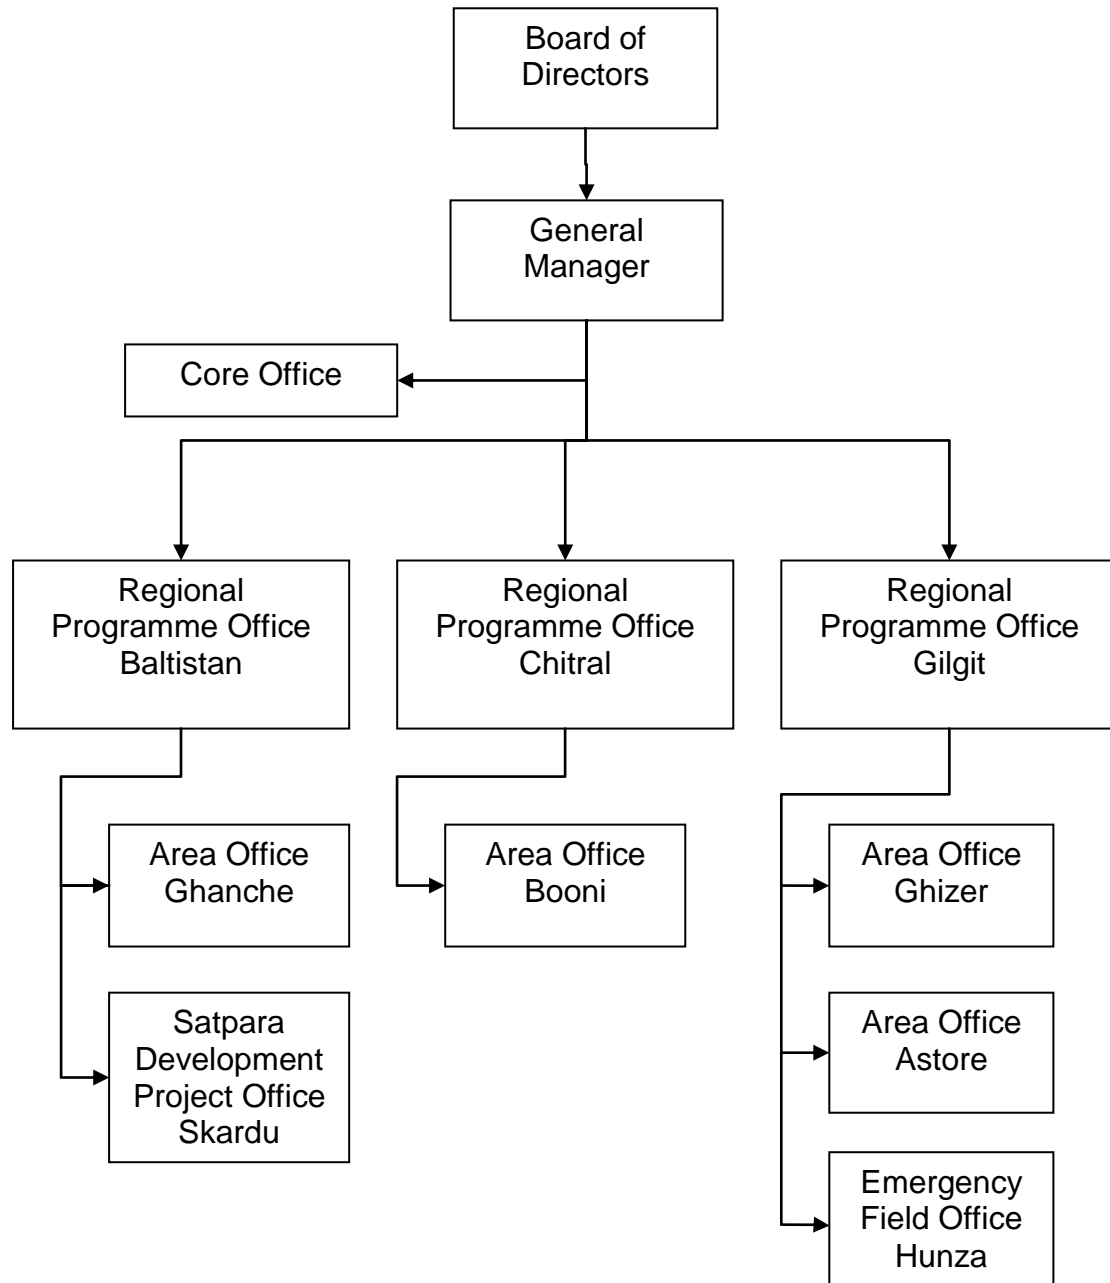 Board of
Directors
General
Manager
Core Office
Regional
Programme Office
Baltistan
Regional
Programme Office
Chitral
Regional
Programme Office
Gilgit
Area Office
Ghanche
Area Office
Booni
Area Office
Ghizer
Satpara
Development
Project Office
Skardu
Area Office
Astore
Emergency
Field Office
Hunza